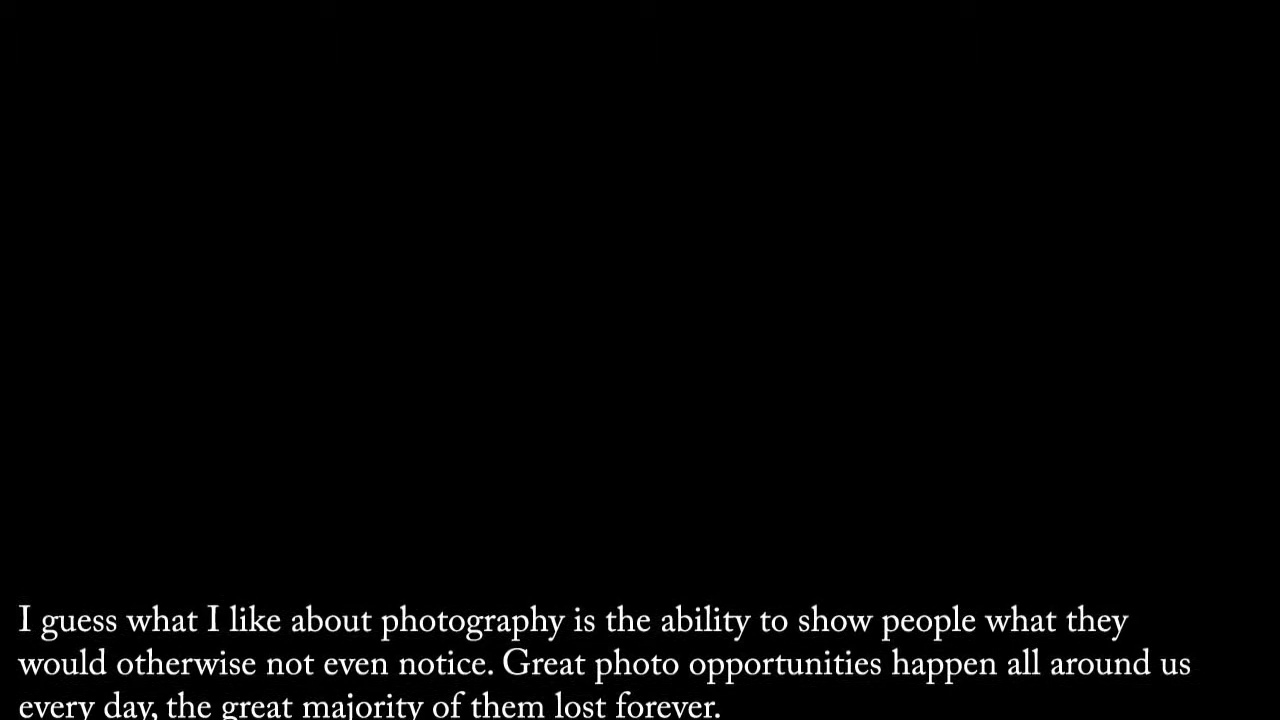 I guess what I like about photography is the ability to show people what they
would otherwise not even notice. Great photo opportunities happen all around us
every day, the great majority of them lost forever.